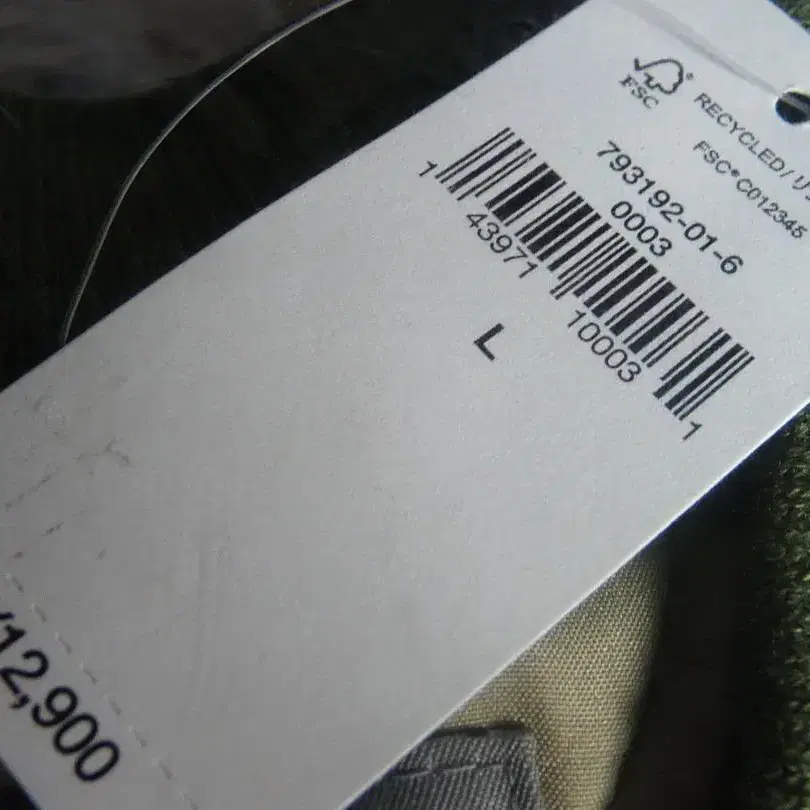 FSC
RECYCLED/
FSC® C012345
793192-01-6
0003
1 43971 10003 1
L
12,900